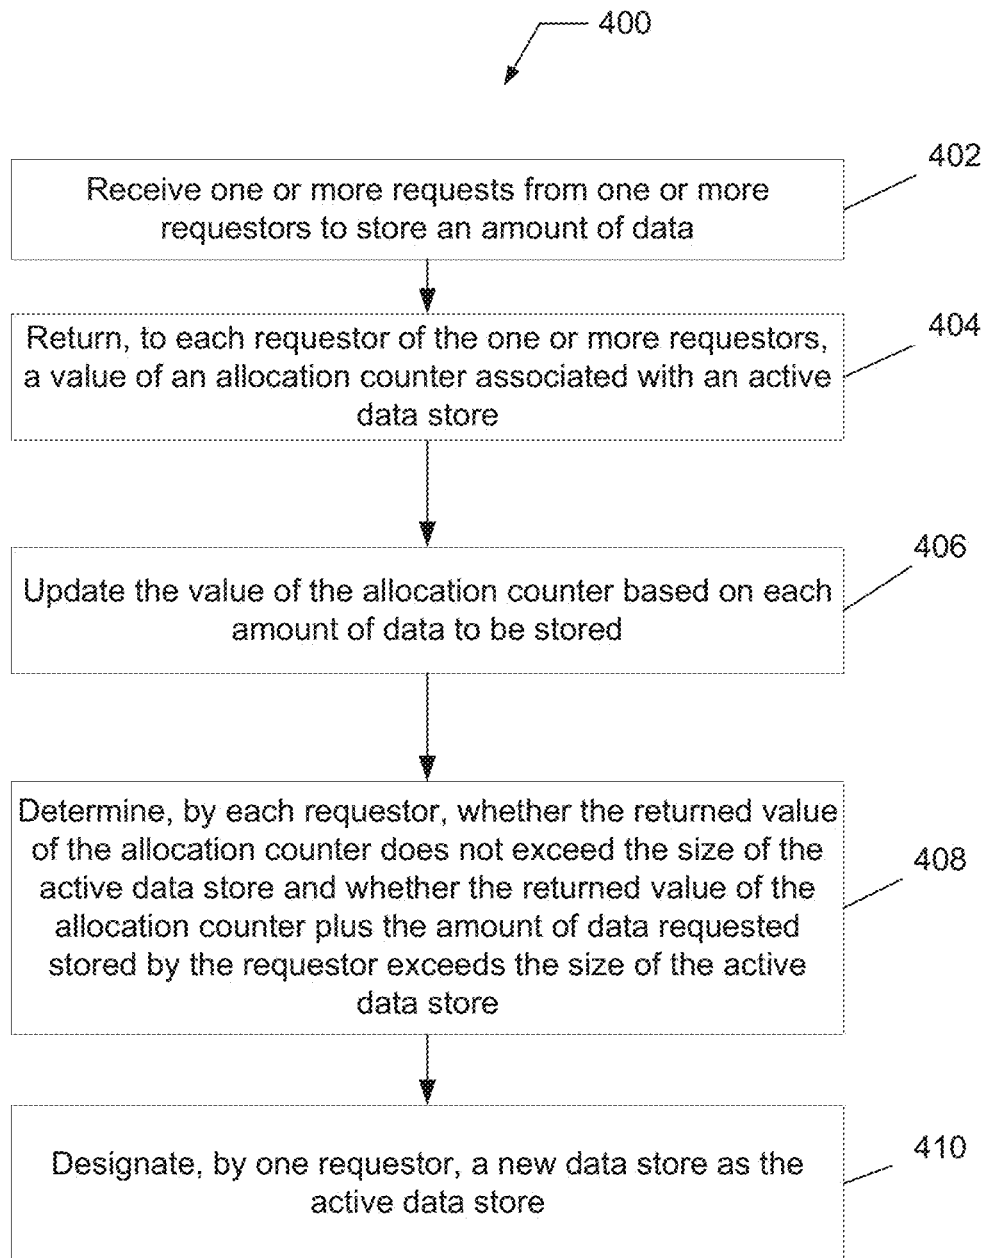 400
402
Receive one or more requests from one or more
requestors to store an amount of data
404
Return, to each requestor of the one or more requestors,
a value of an allocation counter associated with an active
data store
406
Update the value of the allocation counter based on each
amount of data to be stored
Determine, by each requestor, whether the returned value
of the allocation counter does not exceed the size of the
active data store and whether the returned value of the
allocation counter plus the amount of data requested
stored by the requestor exceeds the size of the active
data store
408
Designate, by one requestor, a new data store as the
active data store
410